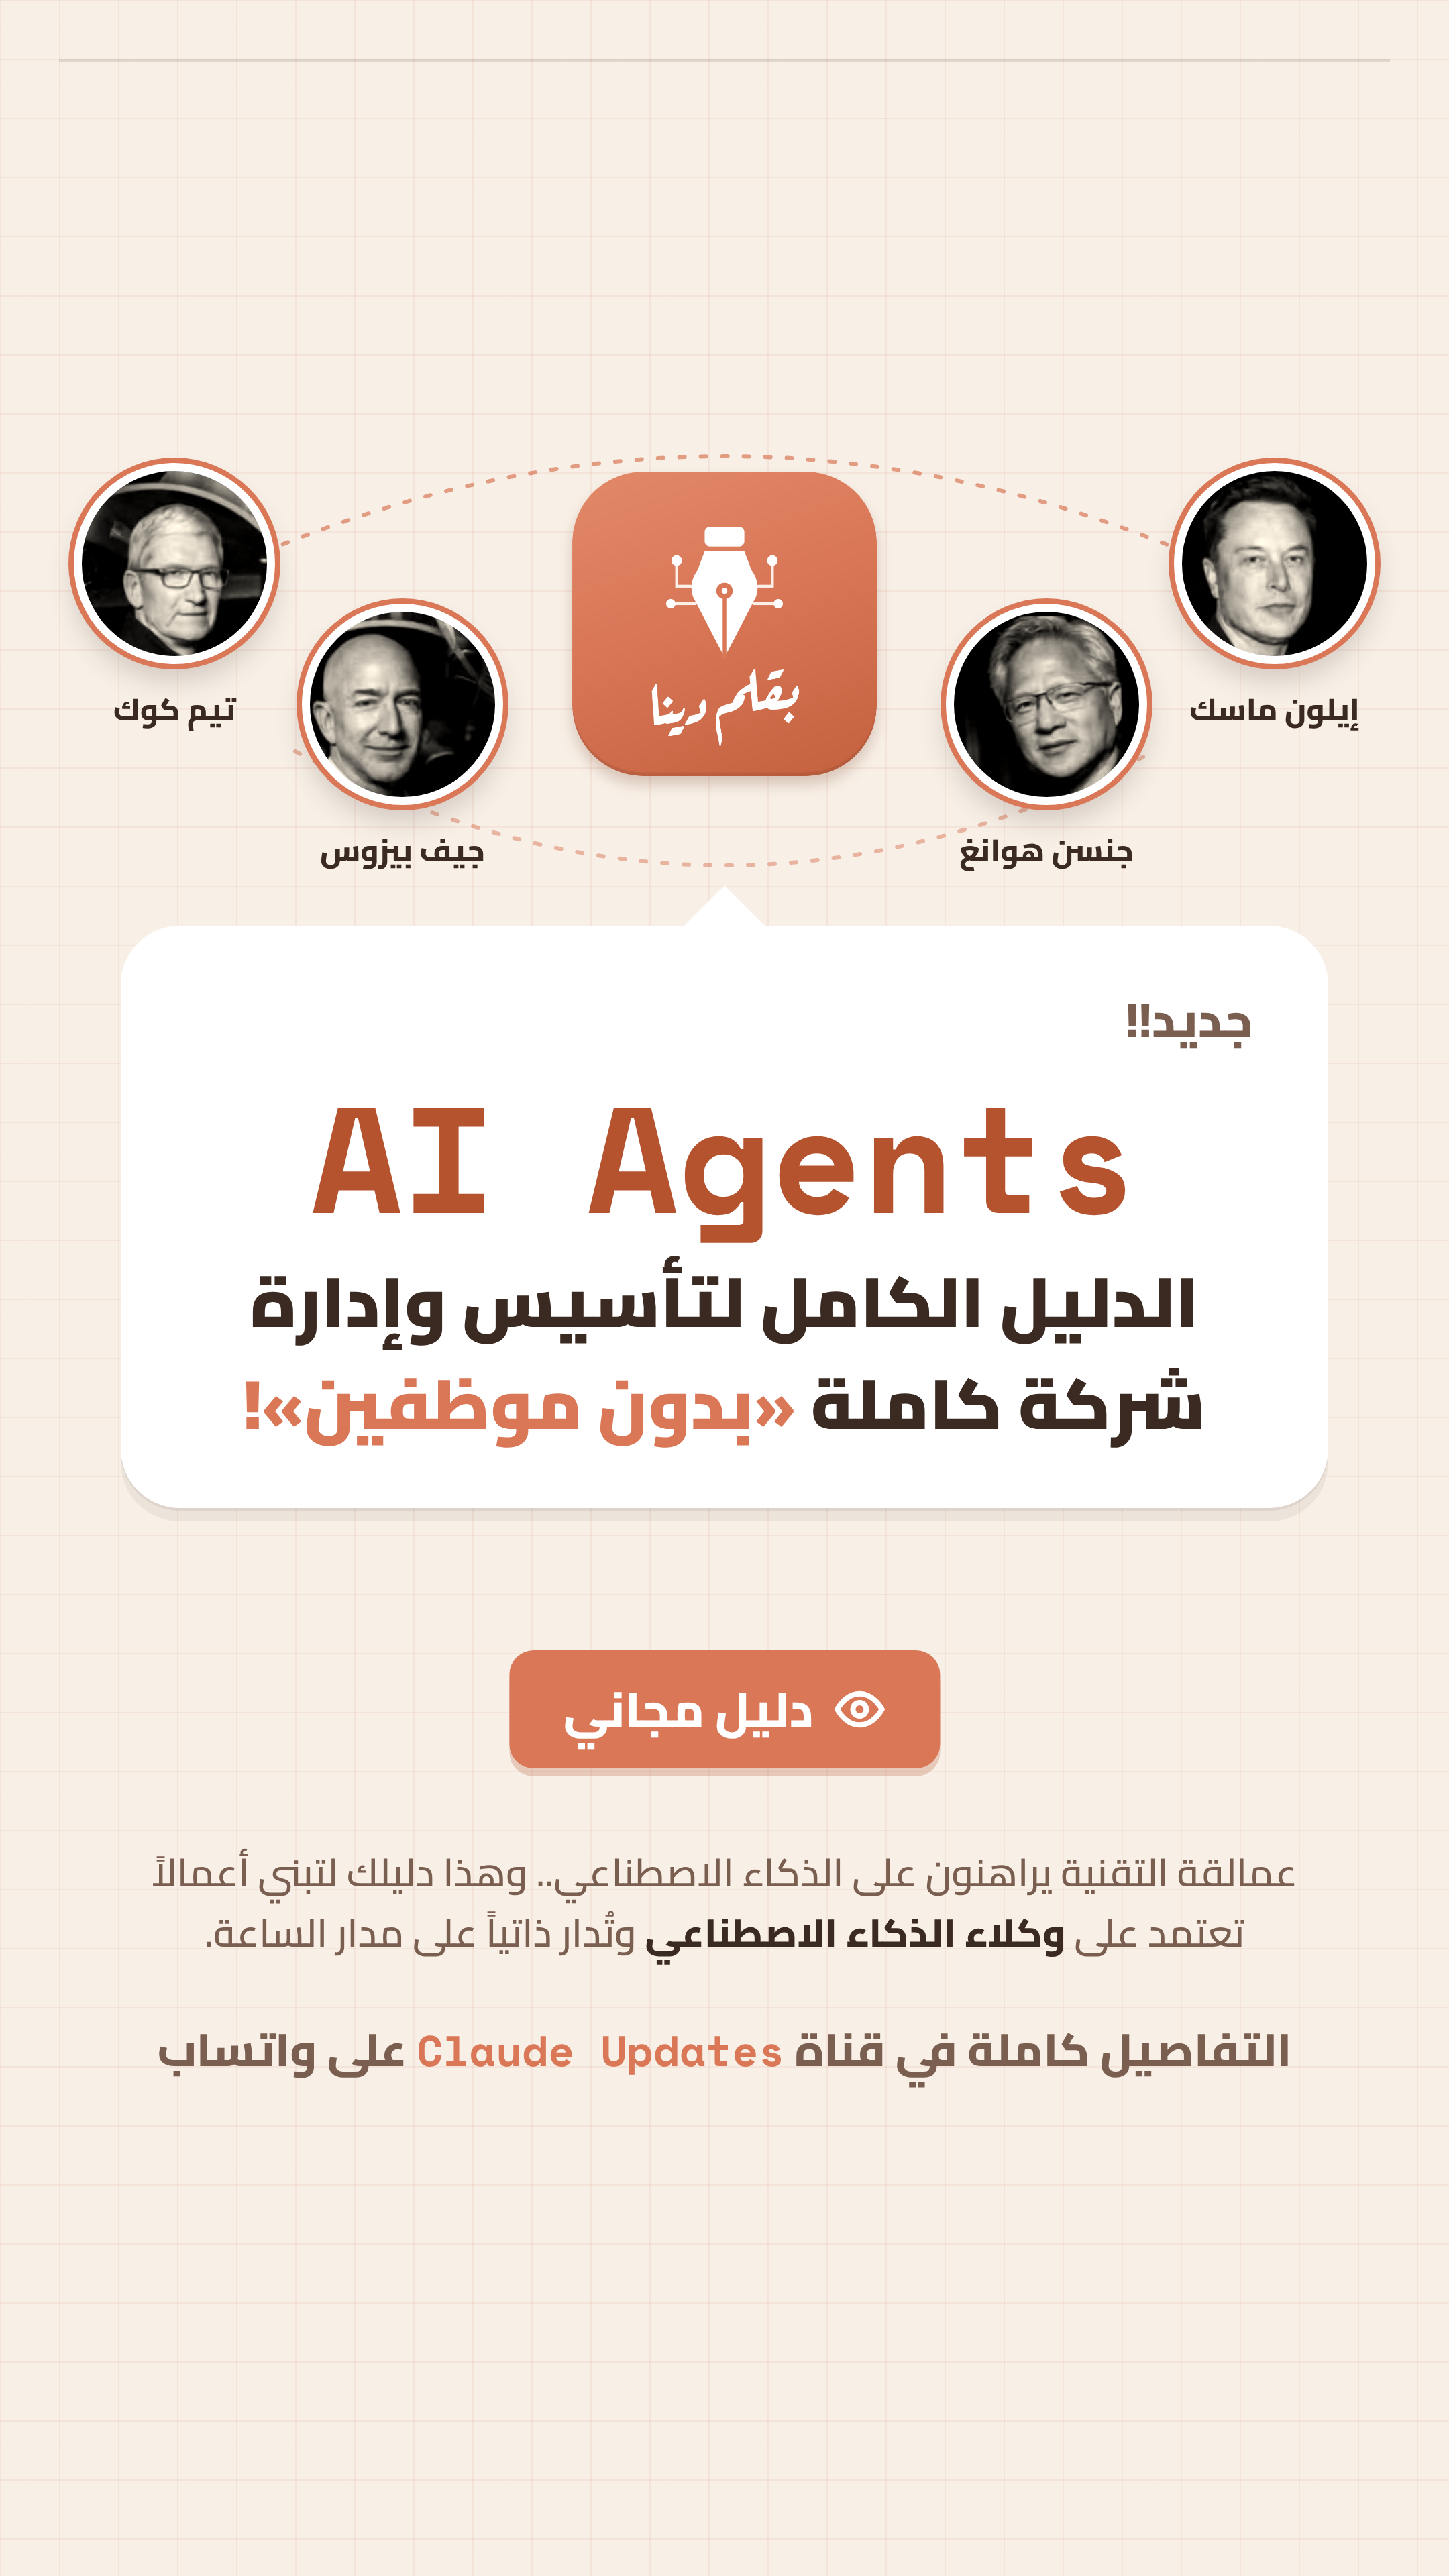 بقلم دينا
إيلون ماسك
تيم كوك
جنسن هوانغ
جيف بيزوس
جديد!!
AI Agents
الدليل الكامل لتأسيس وإدارة
شركة كاملة «بدون موظفين»!
دليل مجاني
عمالقة التقنية يراهنون على الذكاء الاصطناعي.. وهذا دليلك لتبني أعمالاً
تعتمد على وكلاء الذكاء الاصطناعي وتُدار ذاتياً على مدار الساعة.
التفاصيل كاملة في قناة Claude Updates على واتساب